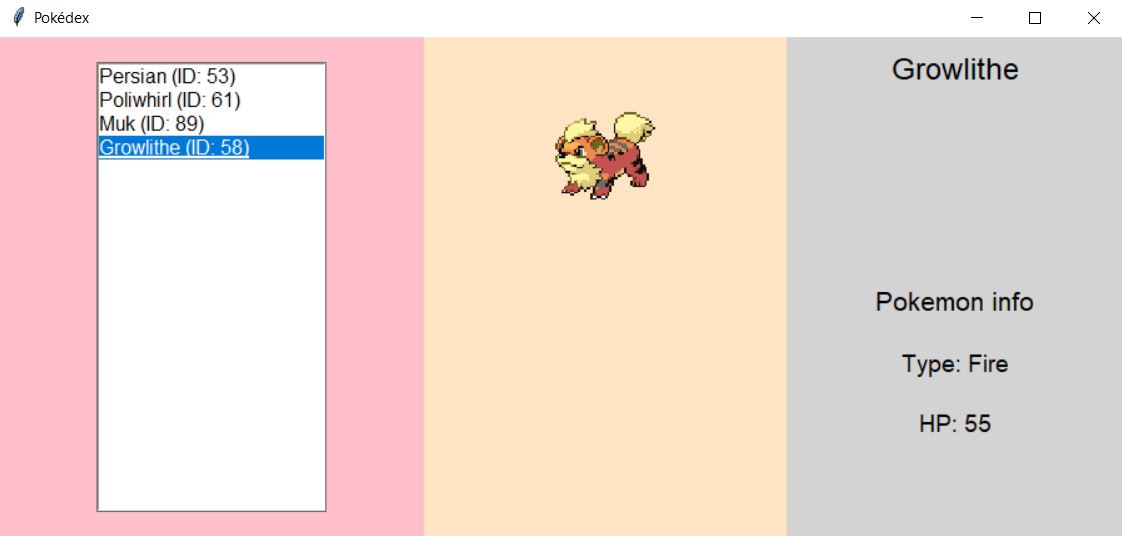 Pokédex
Persian (ID: 53)
Poliwhirl (ID: 61)
Muk (ID: 89)
Growlithe (ID: 58)
Growlithe
Pokemon info
Type: Fire
HP: 55